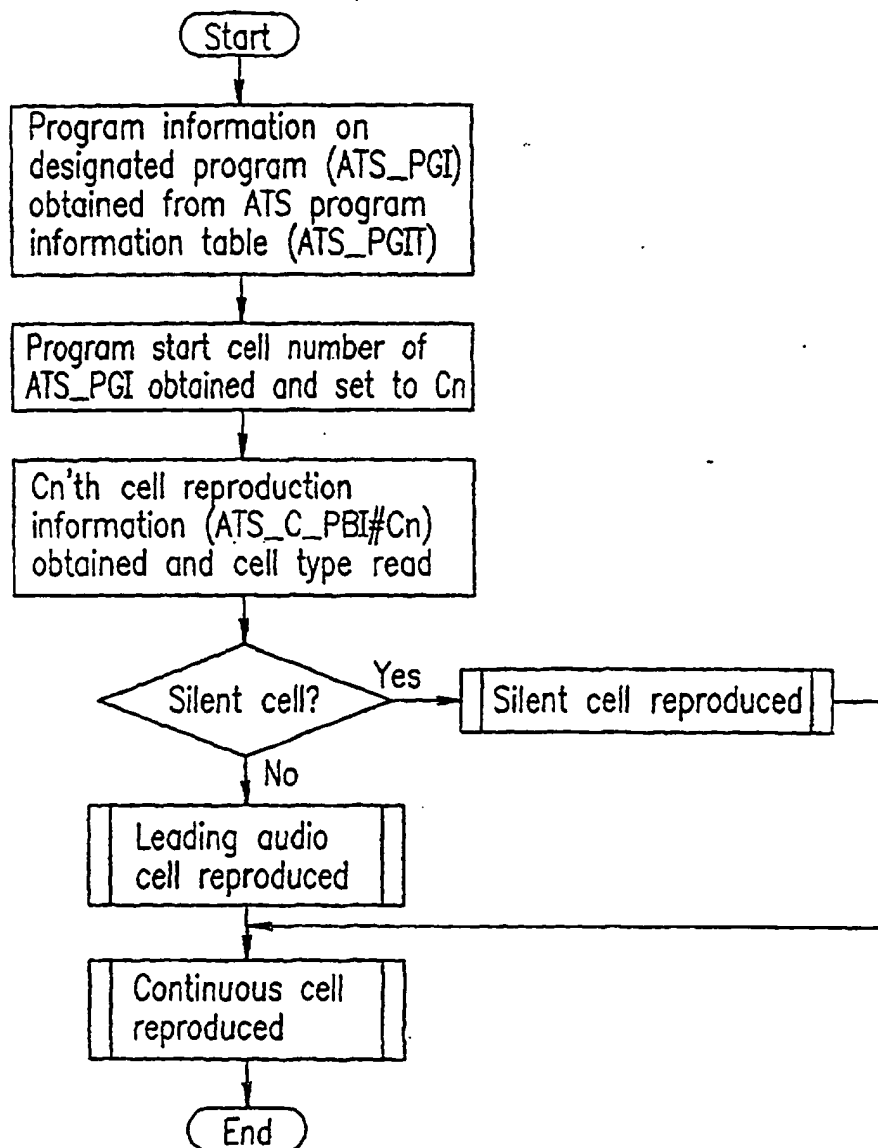 Start
Program information on
designated program (ATS_PGI)
obtained from ATS program
information table (ATS_PGIT)
Program start cell number of
ATS_PGI obtained and set to Cn
Cn'th cell reproduction
information (ATS_C_PBI#Cn)
obtained and cell type read
Silent cell?
Yes
Silent cell reproduced
No
Leading audio
cell reproduced
Continuous cell
reproduced
End